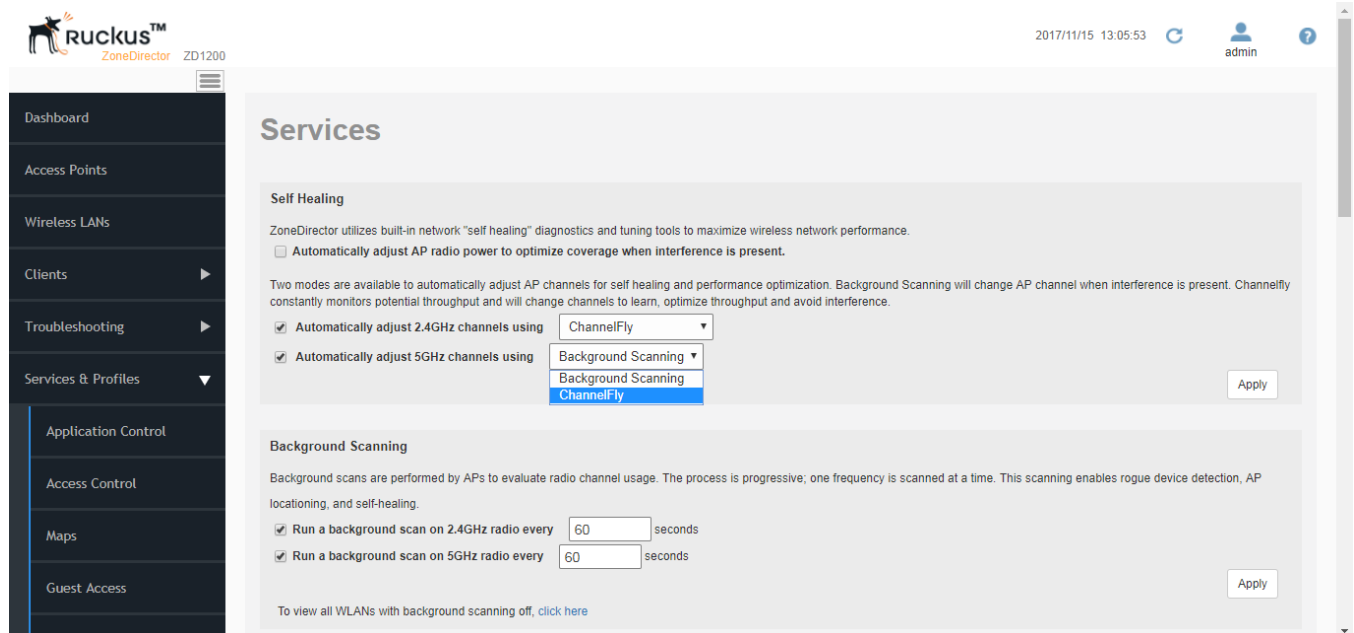 Ruckus™
ZoneDirector ZD1200
2017/11/15 13:05:53
admin
Dashboard
Access Points
Wireless LANs
Clients
Troubleshooting
Services & Profiles
Application Control
Access Control
Maps
Guest Access
Services
Self Healing
ZoneDirector utilizes built-in network "self healing" diagnostics and tuning tools to maximize wireless network performance.
Automatically adjust AP radio power to optimize coverage when interference is present.
Two modes are available to automatically adjust AP channels for self healing and performance optimization. Background Scanning will change AP channel when interference is present. Channelfly
constantly monitors potential throughput and will change channels to learn, optimize throughput and avoid interference.
Automatically adjust 2.4GHz channels using ChannelFly
Automatically adjust 5GHz channels using Background Scanning
Background Scanning
ChannelFly
Apply
Background Scanning
Background scans are performed by APs to evaluate radio channel usage. The process is progressive; one frequency is scanned at a time. This scanning enables rogue device detection, AP
locationing, and self-healing.
Run a background scan on 2.4GHz radio every 60 seconds
Run a background scan on 5GHz radio every 60 seconds
Apply
To view all WLANs with background scanning off, click here